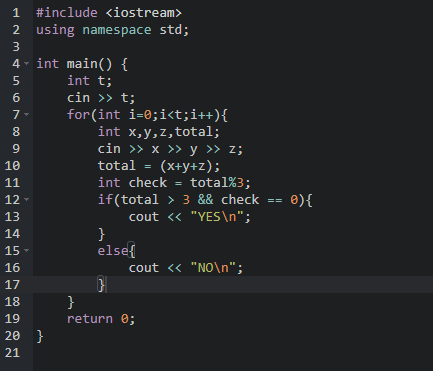 1 #include <iostream>
2 using namespace std;
3
4 int main() {
5     int t;
6     cin >> t;
7     for(int i=0;i<t;i++){
8         int x,y,z,total;
9         cin >> x >> y >> z;
10         total = (x+y+z);
11         int check = total%3;
12         if(total > 3 && check == 0){
13             cout << "YES\n";
14         }
15         else{
16             cout << "NO\n";
17         }
18     }
19     return 0;
20 }
21